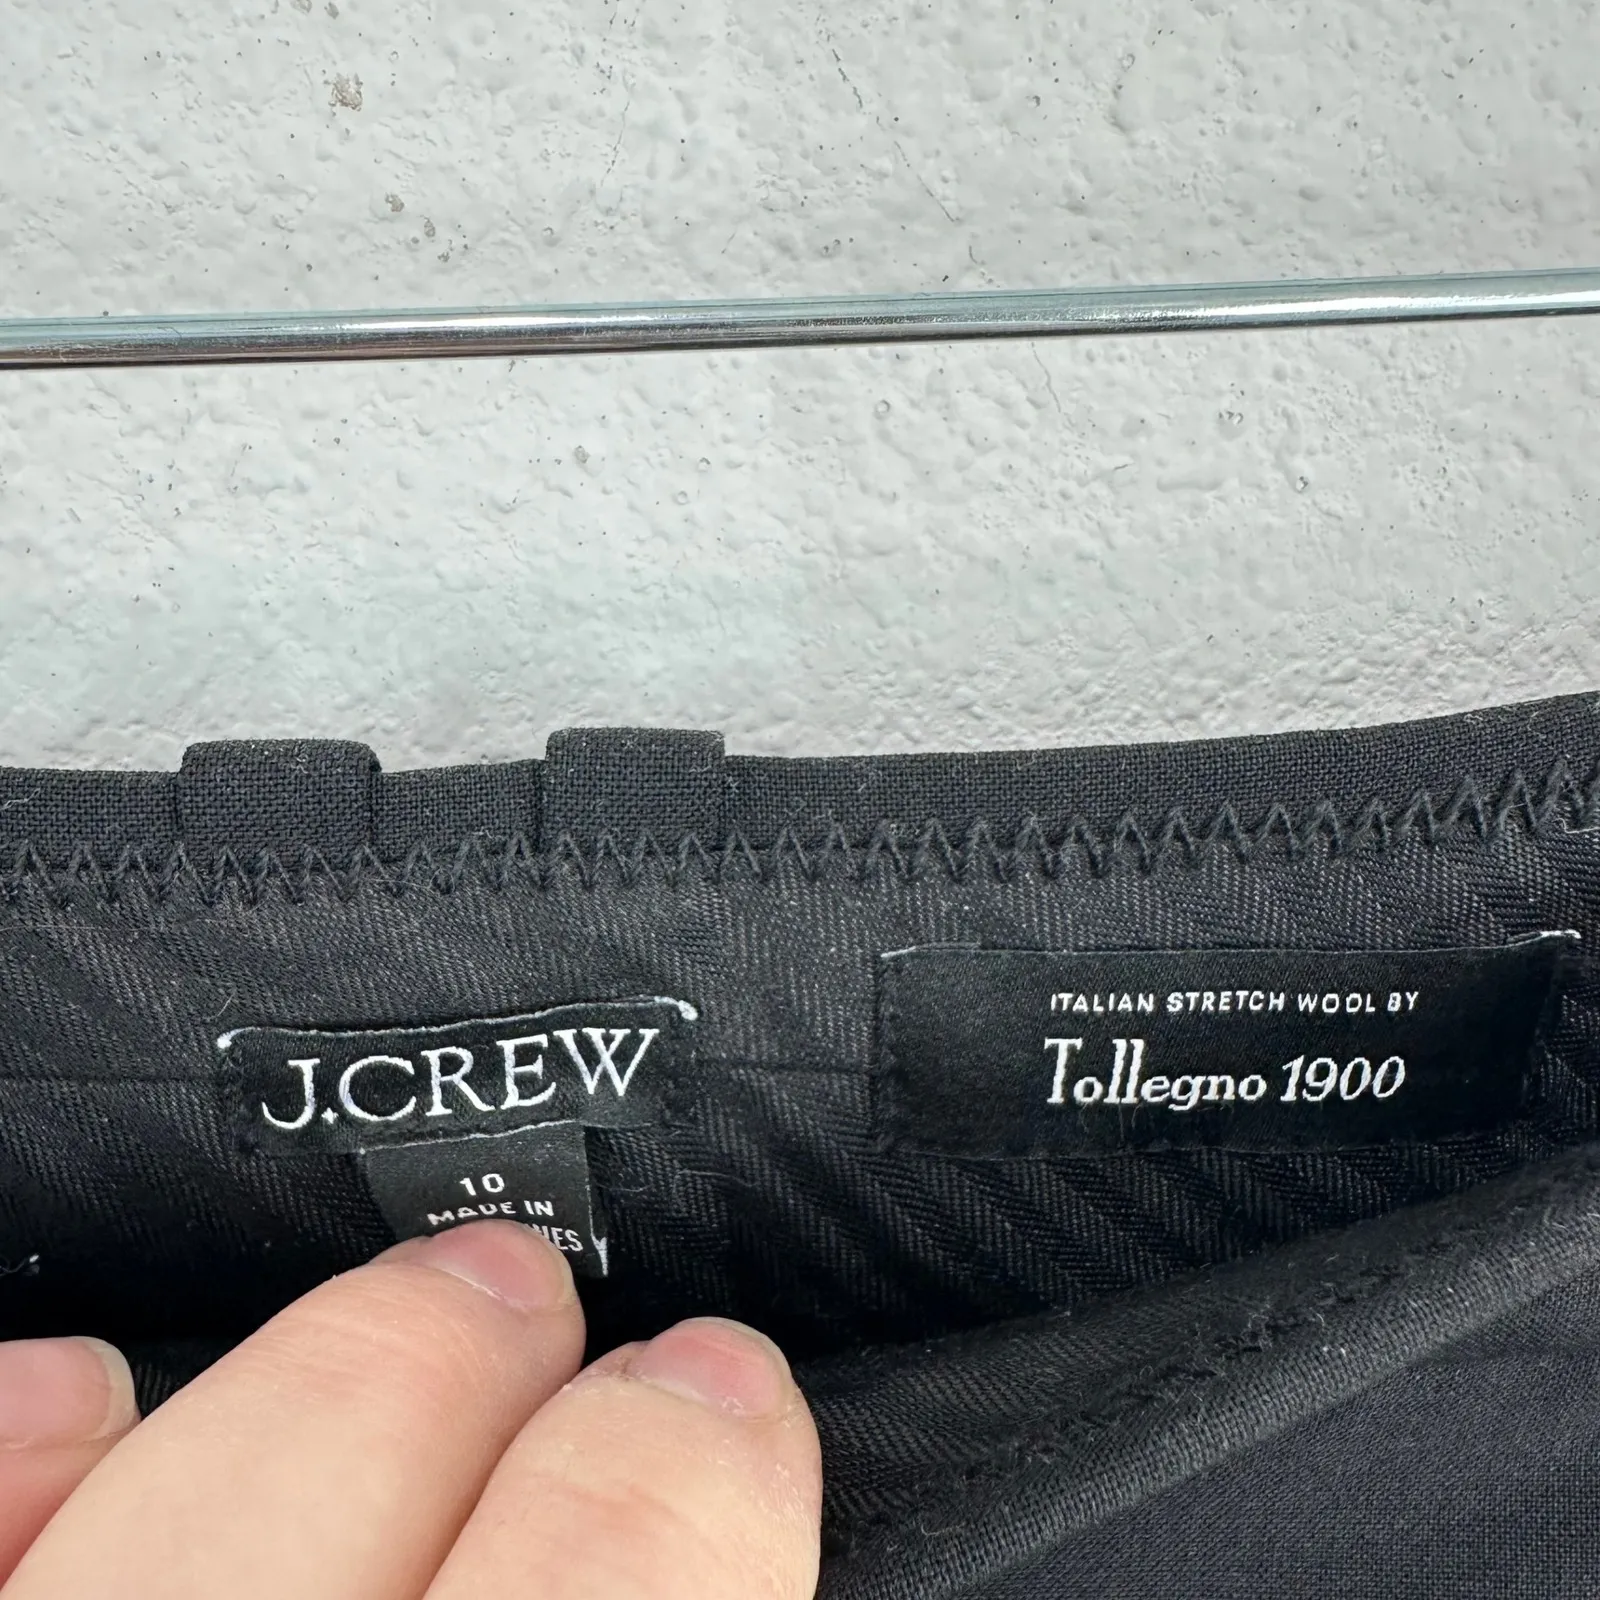 J.CREW
10
MADE IN
ITALIAN STRETCH WOOL BY
Tollegno 1900